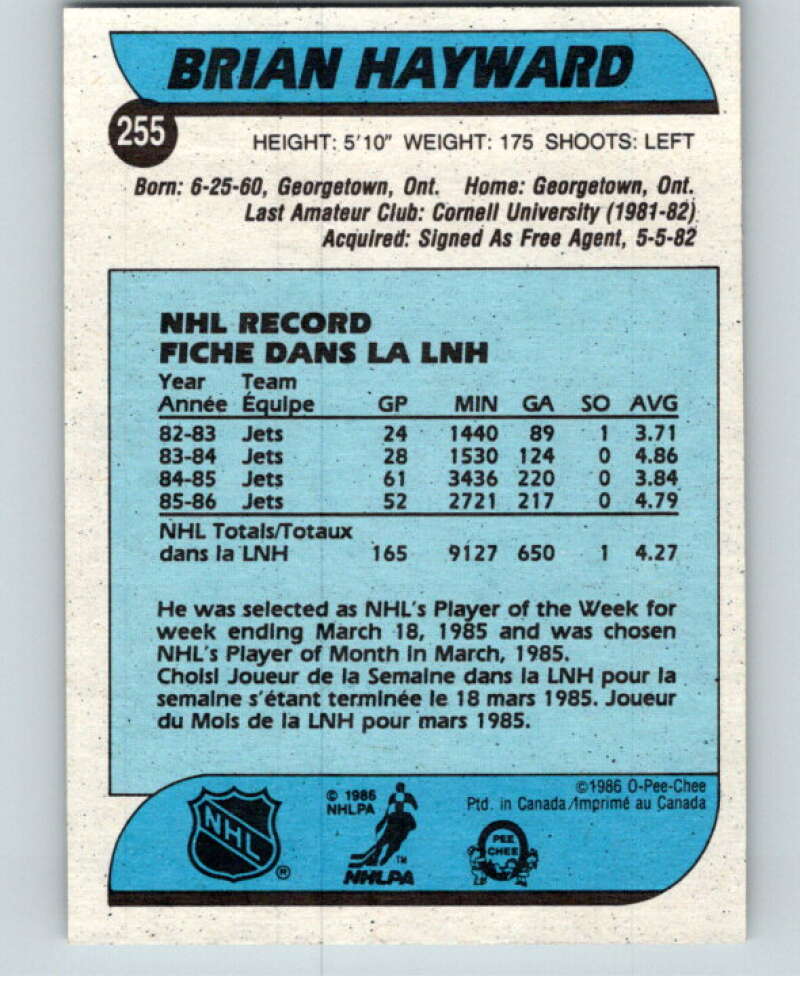 BRIAN HAYWARD
255
HEIGHT: 5'10" WEIGHT: 175 SHOOTS: LEFT
Born: 6-25-60, Georgetown, Ont. Home: Georgetown, Ont.
Last Amateur Club: Cornell University (1981-82)
Acquired: Signed As Free Agent, 5-5-82
NHL RECORD
FICHE DANS LA LNH
Year Team
Année Équipe GP MIN GA SO AVG
82-83 Jets 24 1440 89 1 3.71
83-84 Jets 28 1530 124 0 4.86
84-85 Jets 61 3436 220 0 3.84
85-86 Jets 52 2721 217 0 4.79
NHL Totals/Totaux
dans la LNH 165 9127 650 1 4.27
He was selected as NHL's Player of the Week for
week ending March 18, 1985 and was chosen
NHL's Player of Month in March, 1985.
Choisi Joueur de la Semaine dans la LNH pour la
semaine s'étant terminée le 18 mars 1985. Joueur
du Mois de la LNH pour mars 1985.
©1986 O-Pee-Chee
Ptd. in Canada/Imprimé au Canada
© 1986
NHLPA
NHL
®
TM
NHLPA
PEE
CHEE